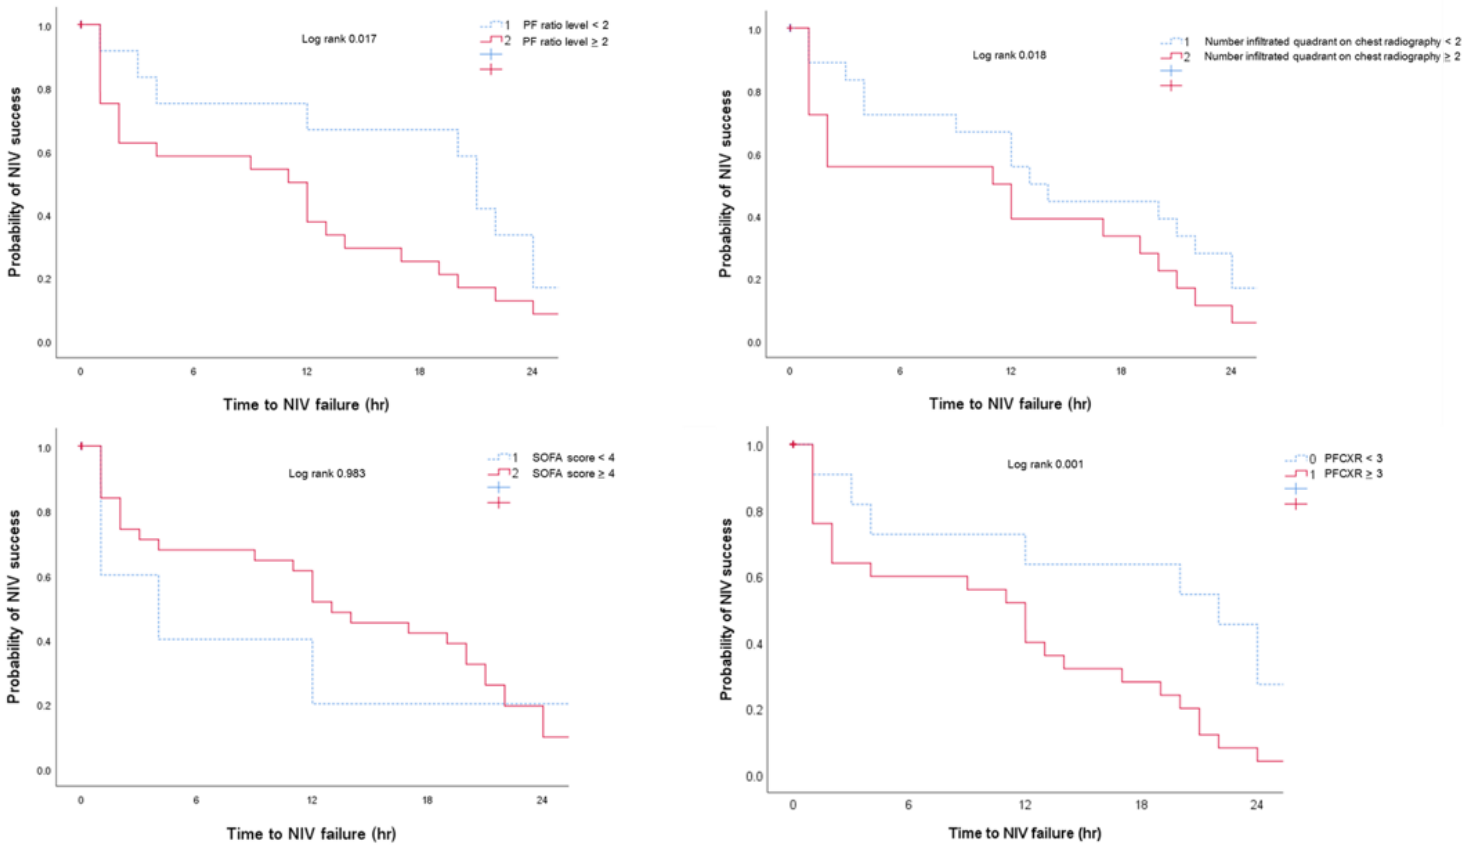 Log rank 0.017
1 PF ratio level < 2
2 PF ratio level ≥ 2
Probability of NIV success
1.0
0.8
0.6
0.4
0.2
0.0
0 6 12 18 24
Time to NIV failure (hr)
Log rank 0.018
1 Number infiltrated quadrant on chest radiography < 2
2 Number infiltrated quadrant on chest radiography ≥ 2
Probability of NIV success
1.0
0.8
0.6
0.4
0.2
0.0
0 6 12 18 24
Time to NIV failure (hr)
Log rank 0.983
1 SOFA score < 4
2 SOFA score ≥ 4
Probability of NIV success
1.0
0.8
0.6
0.4
0.2
0.0
0 6 12 18 24
Time to NIV failure (hr)
Log rank 0.001
0 PFCXR < 3
1 PFCXR ≥ 3
Probability of NIV success
1.0
0.8
0.6
0.4
0.2
0.0
0 6 12 18 24
Time to NIV failure (hr)